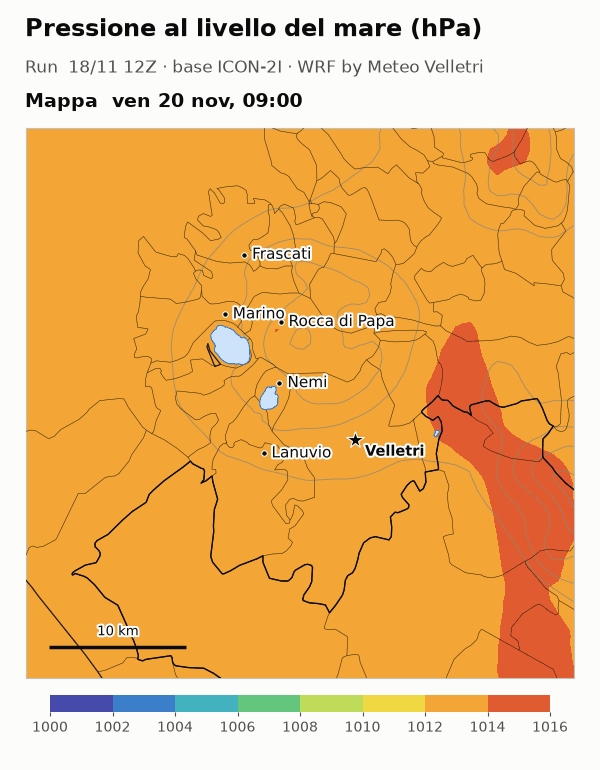 Pressione al livello del mare (hPa)
Run  18/11 12Z · base ICON-2I · WRF by Meteo Velletri
Mappa  ven 20 nov, 09:00
Frascati
Marino
Rocca di Papa
Nemi
Velletri
Lanuvio
10 km
1000 1002 1004 1006 1008 1010 1012 1014 1016